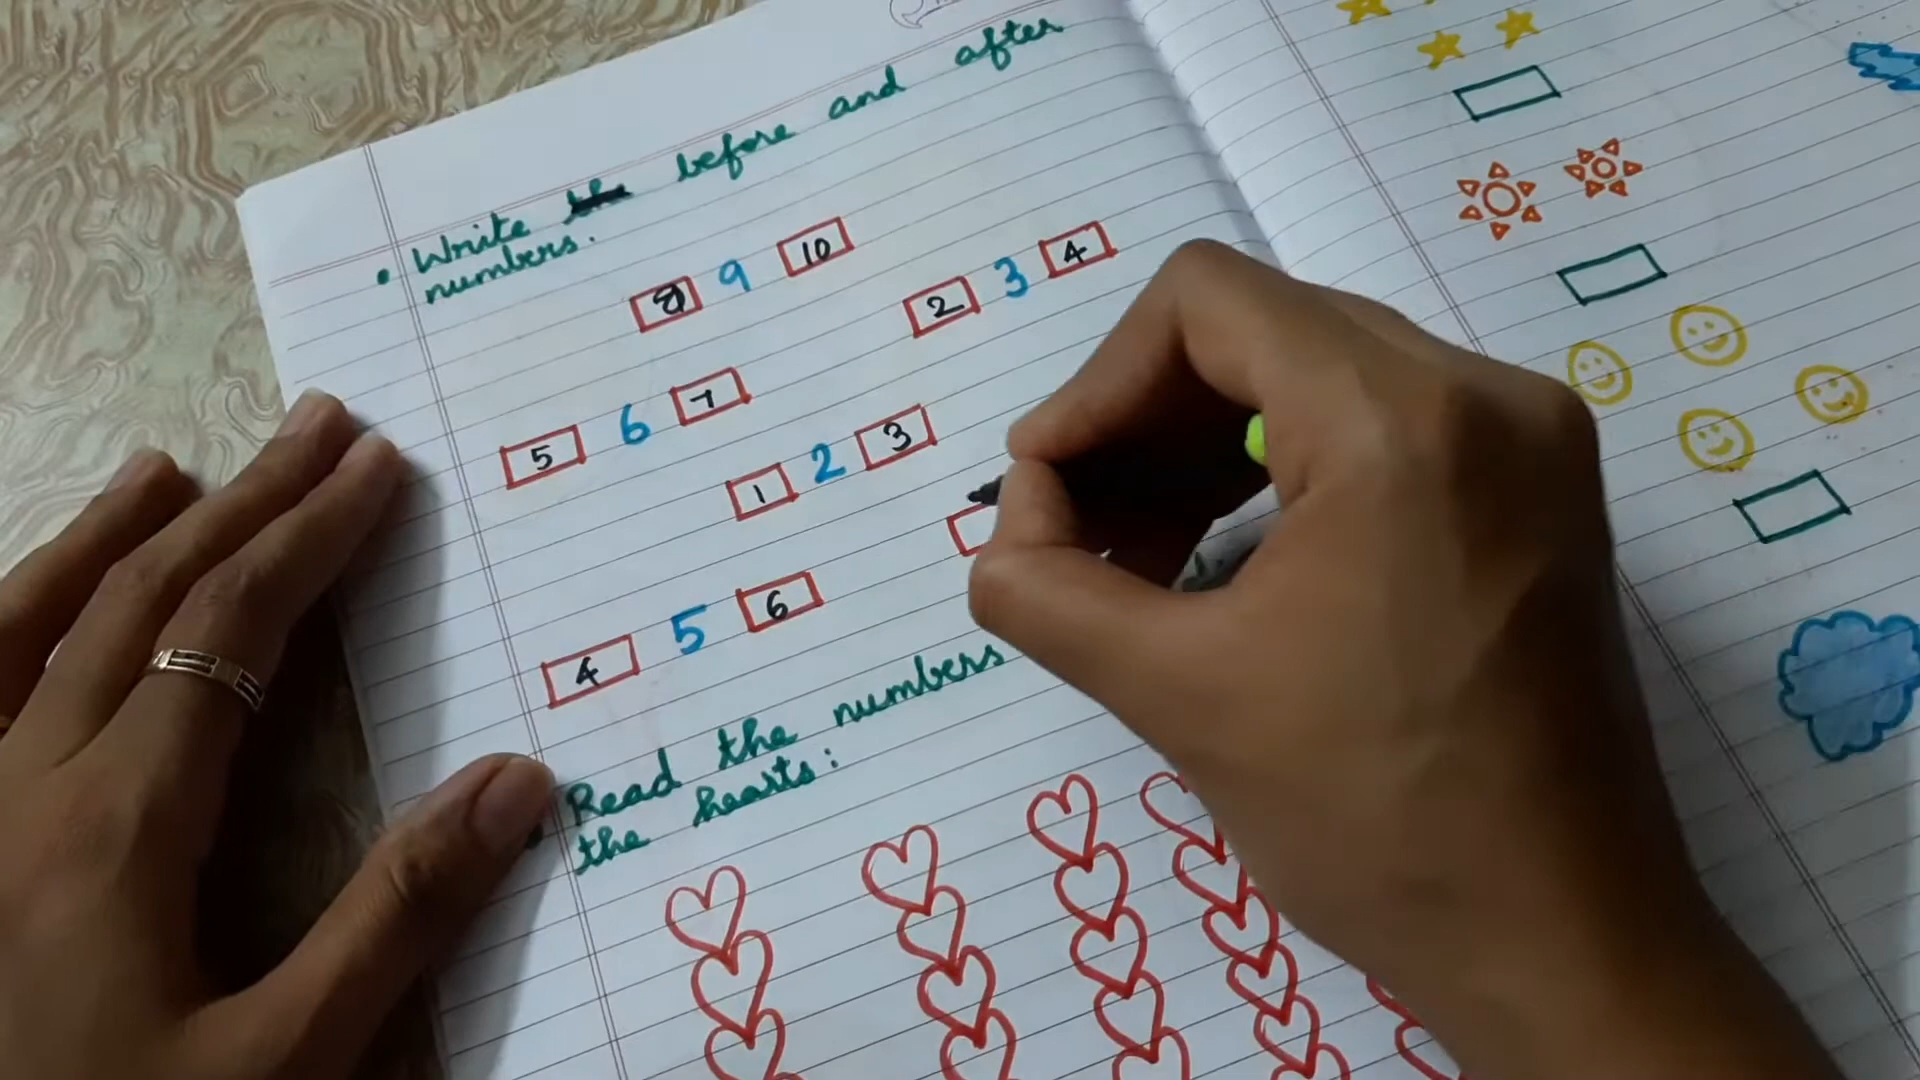 Write before and after
numbers.
8 9 10
2 3 4
5 6 7
1 2 3
4 5 6
Read the numbers
the hearts: